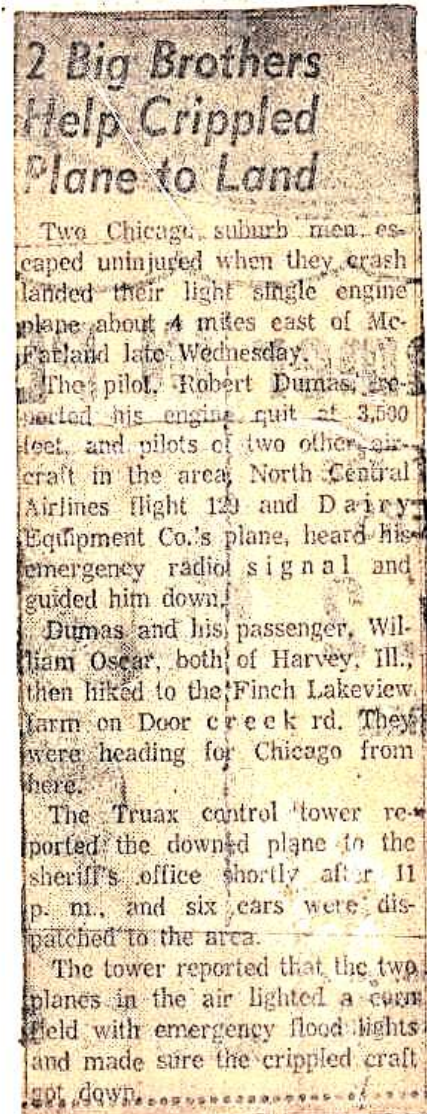 2 Big Brothers
Help Crippled
Plane to Land
Two Chicago suburb men es-
caped uninjured when they crash
landed their light single engine
plane about 4 miles east of Mc-
Farland late Wednesday.
The pilot, Robert Dumas, re-
ported his engine quit at 3,500
feet, and pilots of two other air-
craft in the area, North Central
Airlines flight and Dairy
Equipment Co.'s plane, heard his
emergency radio signal and
guided him down.
Dumas and his passenger, Wil-
liam Oscar, both of Harvey, Ill.,
then hiked to the Finch Lakeview
farm on Door creek rd. They
were heading for Chicago from
here.
The Truax control tower re-
ported the downed plane to the
sheriff's office shortly after 11
p. m., and six cars were dis-
patched to the area.
The tower reported that the two
planes in the air lighted a corn
field with emergency flood lights
and made sure the crippled craft
got down.